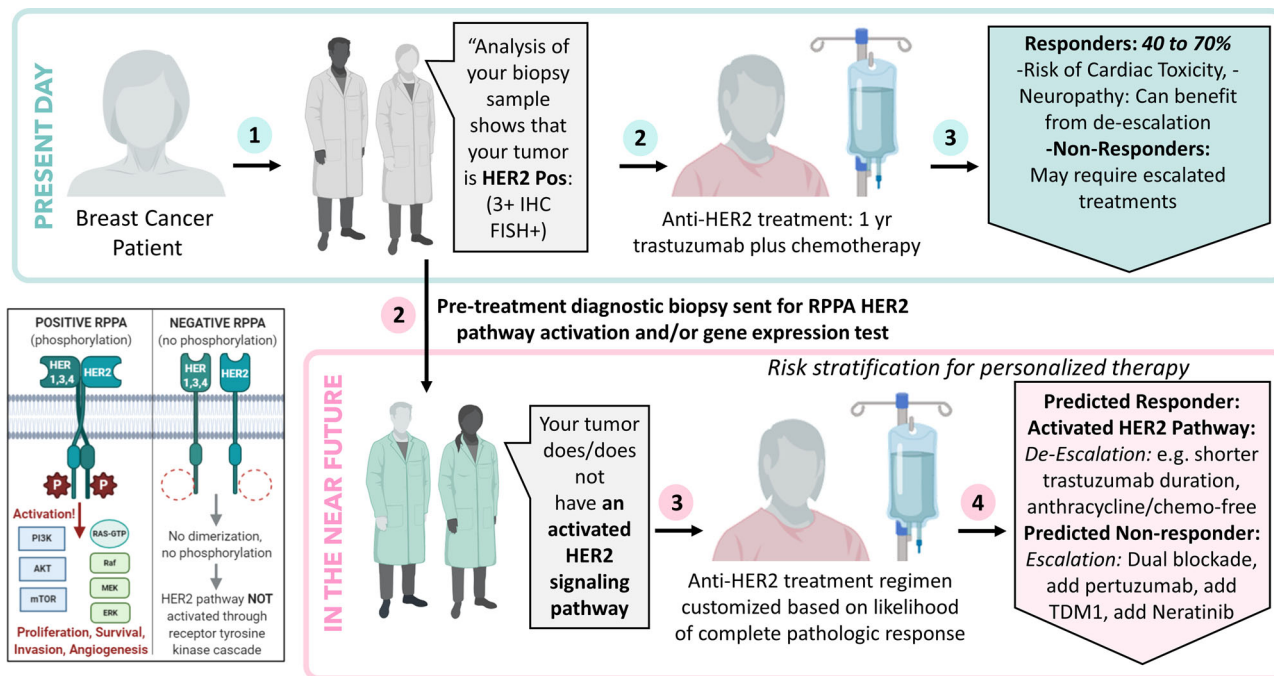 PRESENT DAY
Breast Cancer
Patient
1
“Analysis of
your biopsy
sample
shows that
your tumor
is HER2 Pos:
(3+ IHC
FISH+)
2
Anti-HER2 treatment: 1 yr
trastuzumab plus chemotherapy
3
Responders: 40 to 70%
-Risk of Cardiac Toxicity, -
Neuropathy: Can benefit
from de-escalation
-Non-Responders:
May require escalated
treatments
2
Pre-treatment diagnostic biopsy sent for RPPA HER2
pathway activation and/or gene expression test
POSITIVE RPPA
(phosphorylation)
HER
1,3,4
HER2
P
P
Activation!
PI3K
AKT
mTOR
RAS-GTP
Raf
MEK
ERK
Proliferation, Survival,
Invasion, Angiogenesis
NEGATIVE RPPA
(no phosphorylation)
HER
1,3,4
HER2
No dimerization,
no phosphorylation
HER2 pathway NOT
activated through
receptor tyrosine
kinase cascade
IN THE NEAR FUTURE
Risk stratification for personalized therapy
Your tumor
does/does
not
have an
activated
HER2
signaling
pathway
3
Anti-HER2 treatment regimen
customized based on likelihood
of complete pathologic response
4
Predicted Responder:
Activated HER2 Pathway:
De-Escalation: e.g. shorter
trastuzumab duration,
anthracycline/chemo-free
Predicted Non-responder:
Escalation: Dual blockade,
add pertuzumab, add
TDM1, add Neratinib